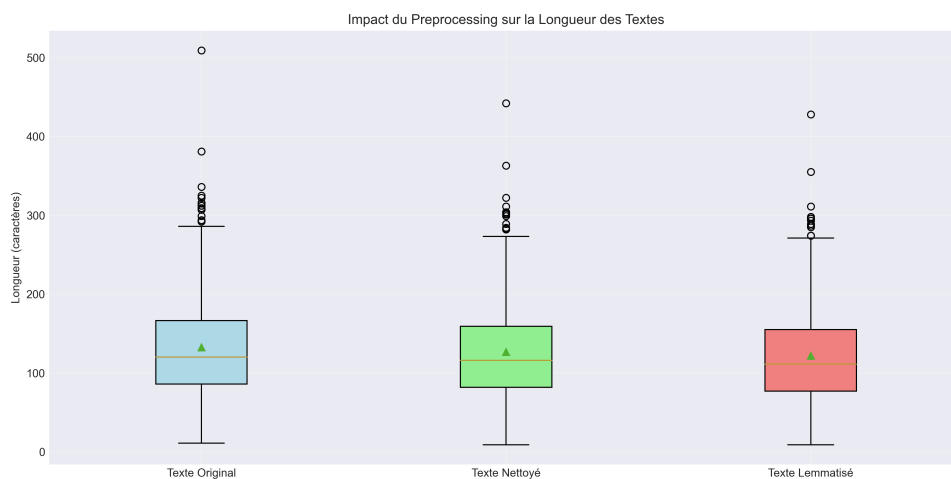 Impact du Preprocessing sur la Longueur des Textes
Longueur (caractères)
500
400
300
200
100
0
Texte Original
Texte Nettoyé
Texte Lemmatisé